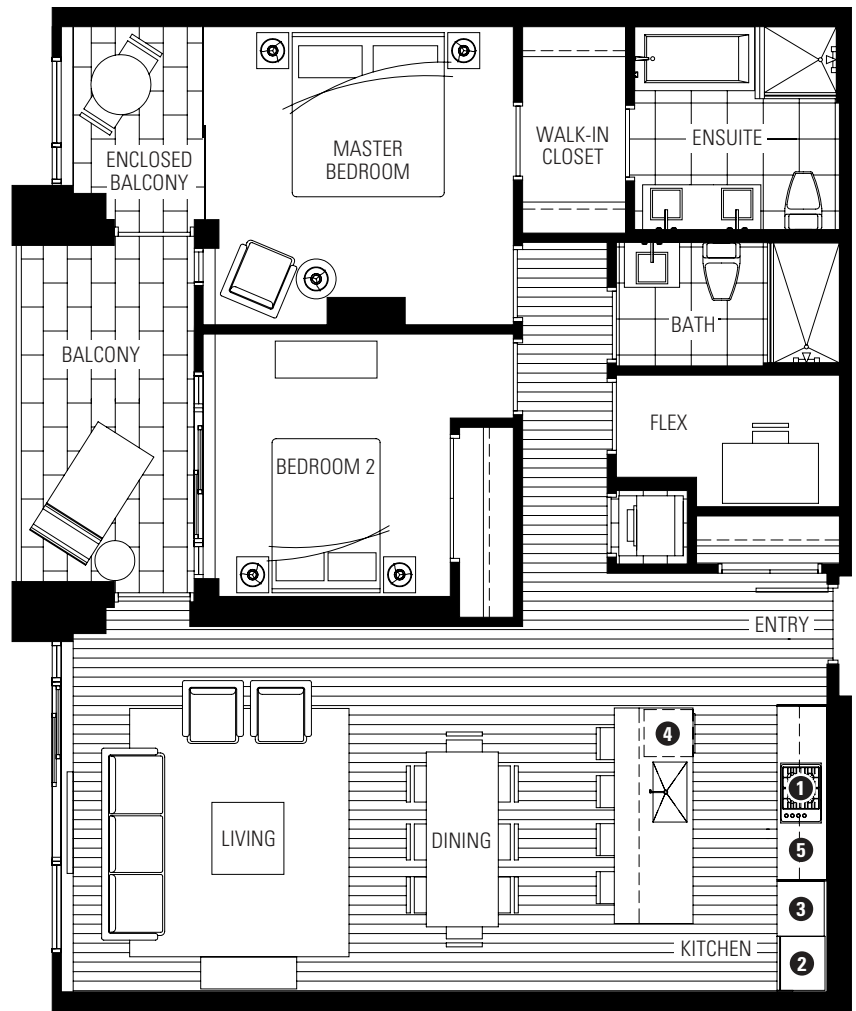 ENCLOSED
BALCONY
MASTER
BEDROOM
WALK-IN
CLOSET
ENSUITE
BATH
BALCONY
FLEX
BEDROOM 2
ENTRY
4
1
LIVING
DINING
5
3
KITCHEN
2